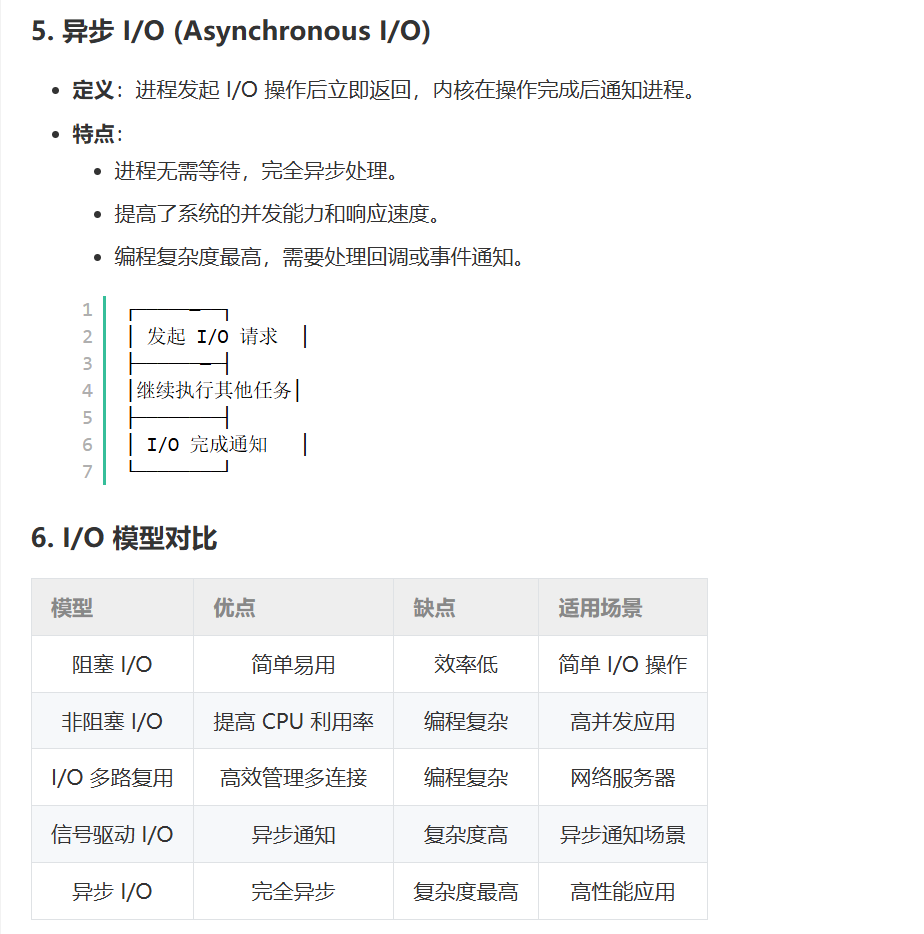 5. 异步 I/O (Asynchronous I/O)
定义：进程发起 I/O 操作后立即返回，内核在操作完成后通知进程。
特点：
进程无需等待，完全异步处理。
提高了系统的并发能力和响应速度。
编程复杂度最高，需要处理回调或事件通知。
1
2 发起 I/O 请求
3
4 继续执行其他任务
5
6 I/O 完成通知
7
6. I/O 模型对比
模型 优点 缺点 适用场景
阻塞 I/O 简单易用 效率低 简单 I/O 操作
非阻塞 I/O 提高 CPU 利用率 编程复杂 高并发应用
I/O 多路复用 高效管理多连接 编程复杂 网络服务器
信号驱动 I/O 异步通知 复杂度高 异步通知场景
异步 I/O 完全异步 复杂度最高 高性能应用